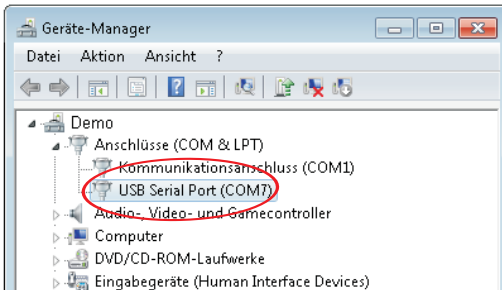 Geräte-Manager
Datei Aktion Ansicht ?
Demo
Anschlüsse (COM & LPT)
Kommunikationsanschluss (COM1)
USB Serial Port (COM7)
Audio-, Video- und Gamecontroller
Computer
DVD/CD-ROM-Laufwerke
Eingabegeräte (Human Interface Devices)